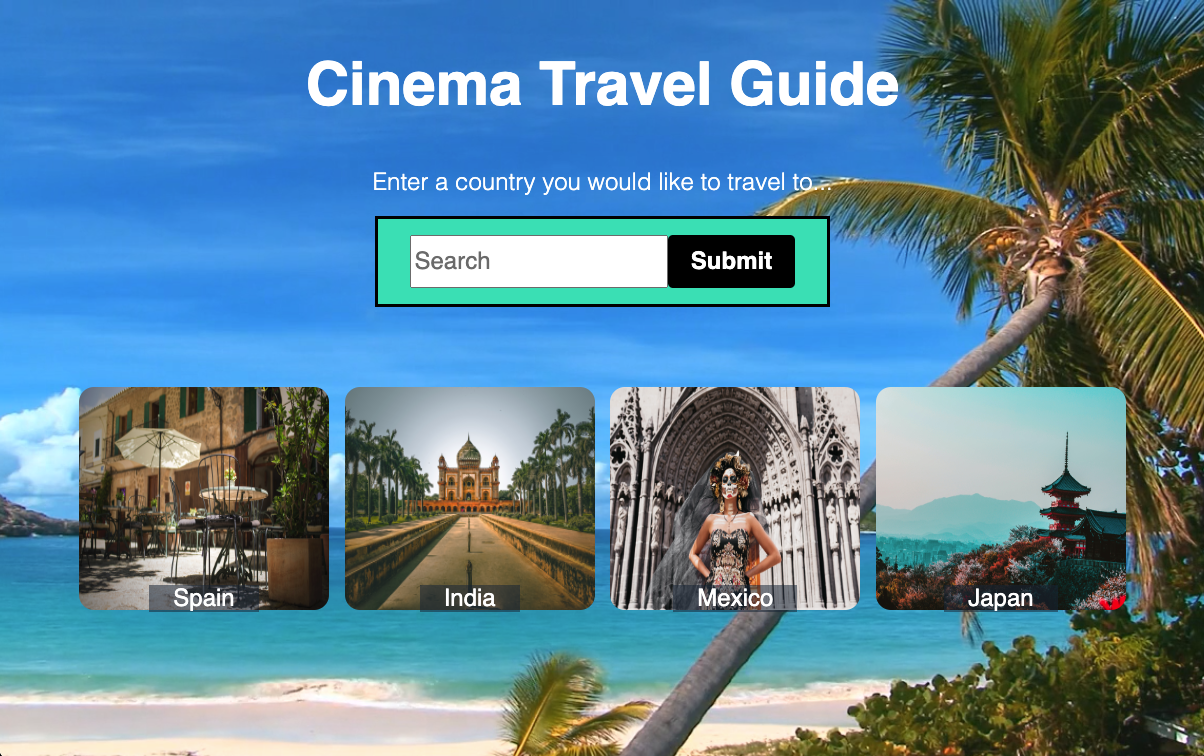 Cinema Travel Guide
Enter a country you would like to travel to...
Search
Submit
Spain
India
Mexico
Japan